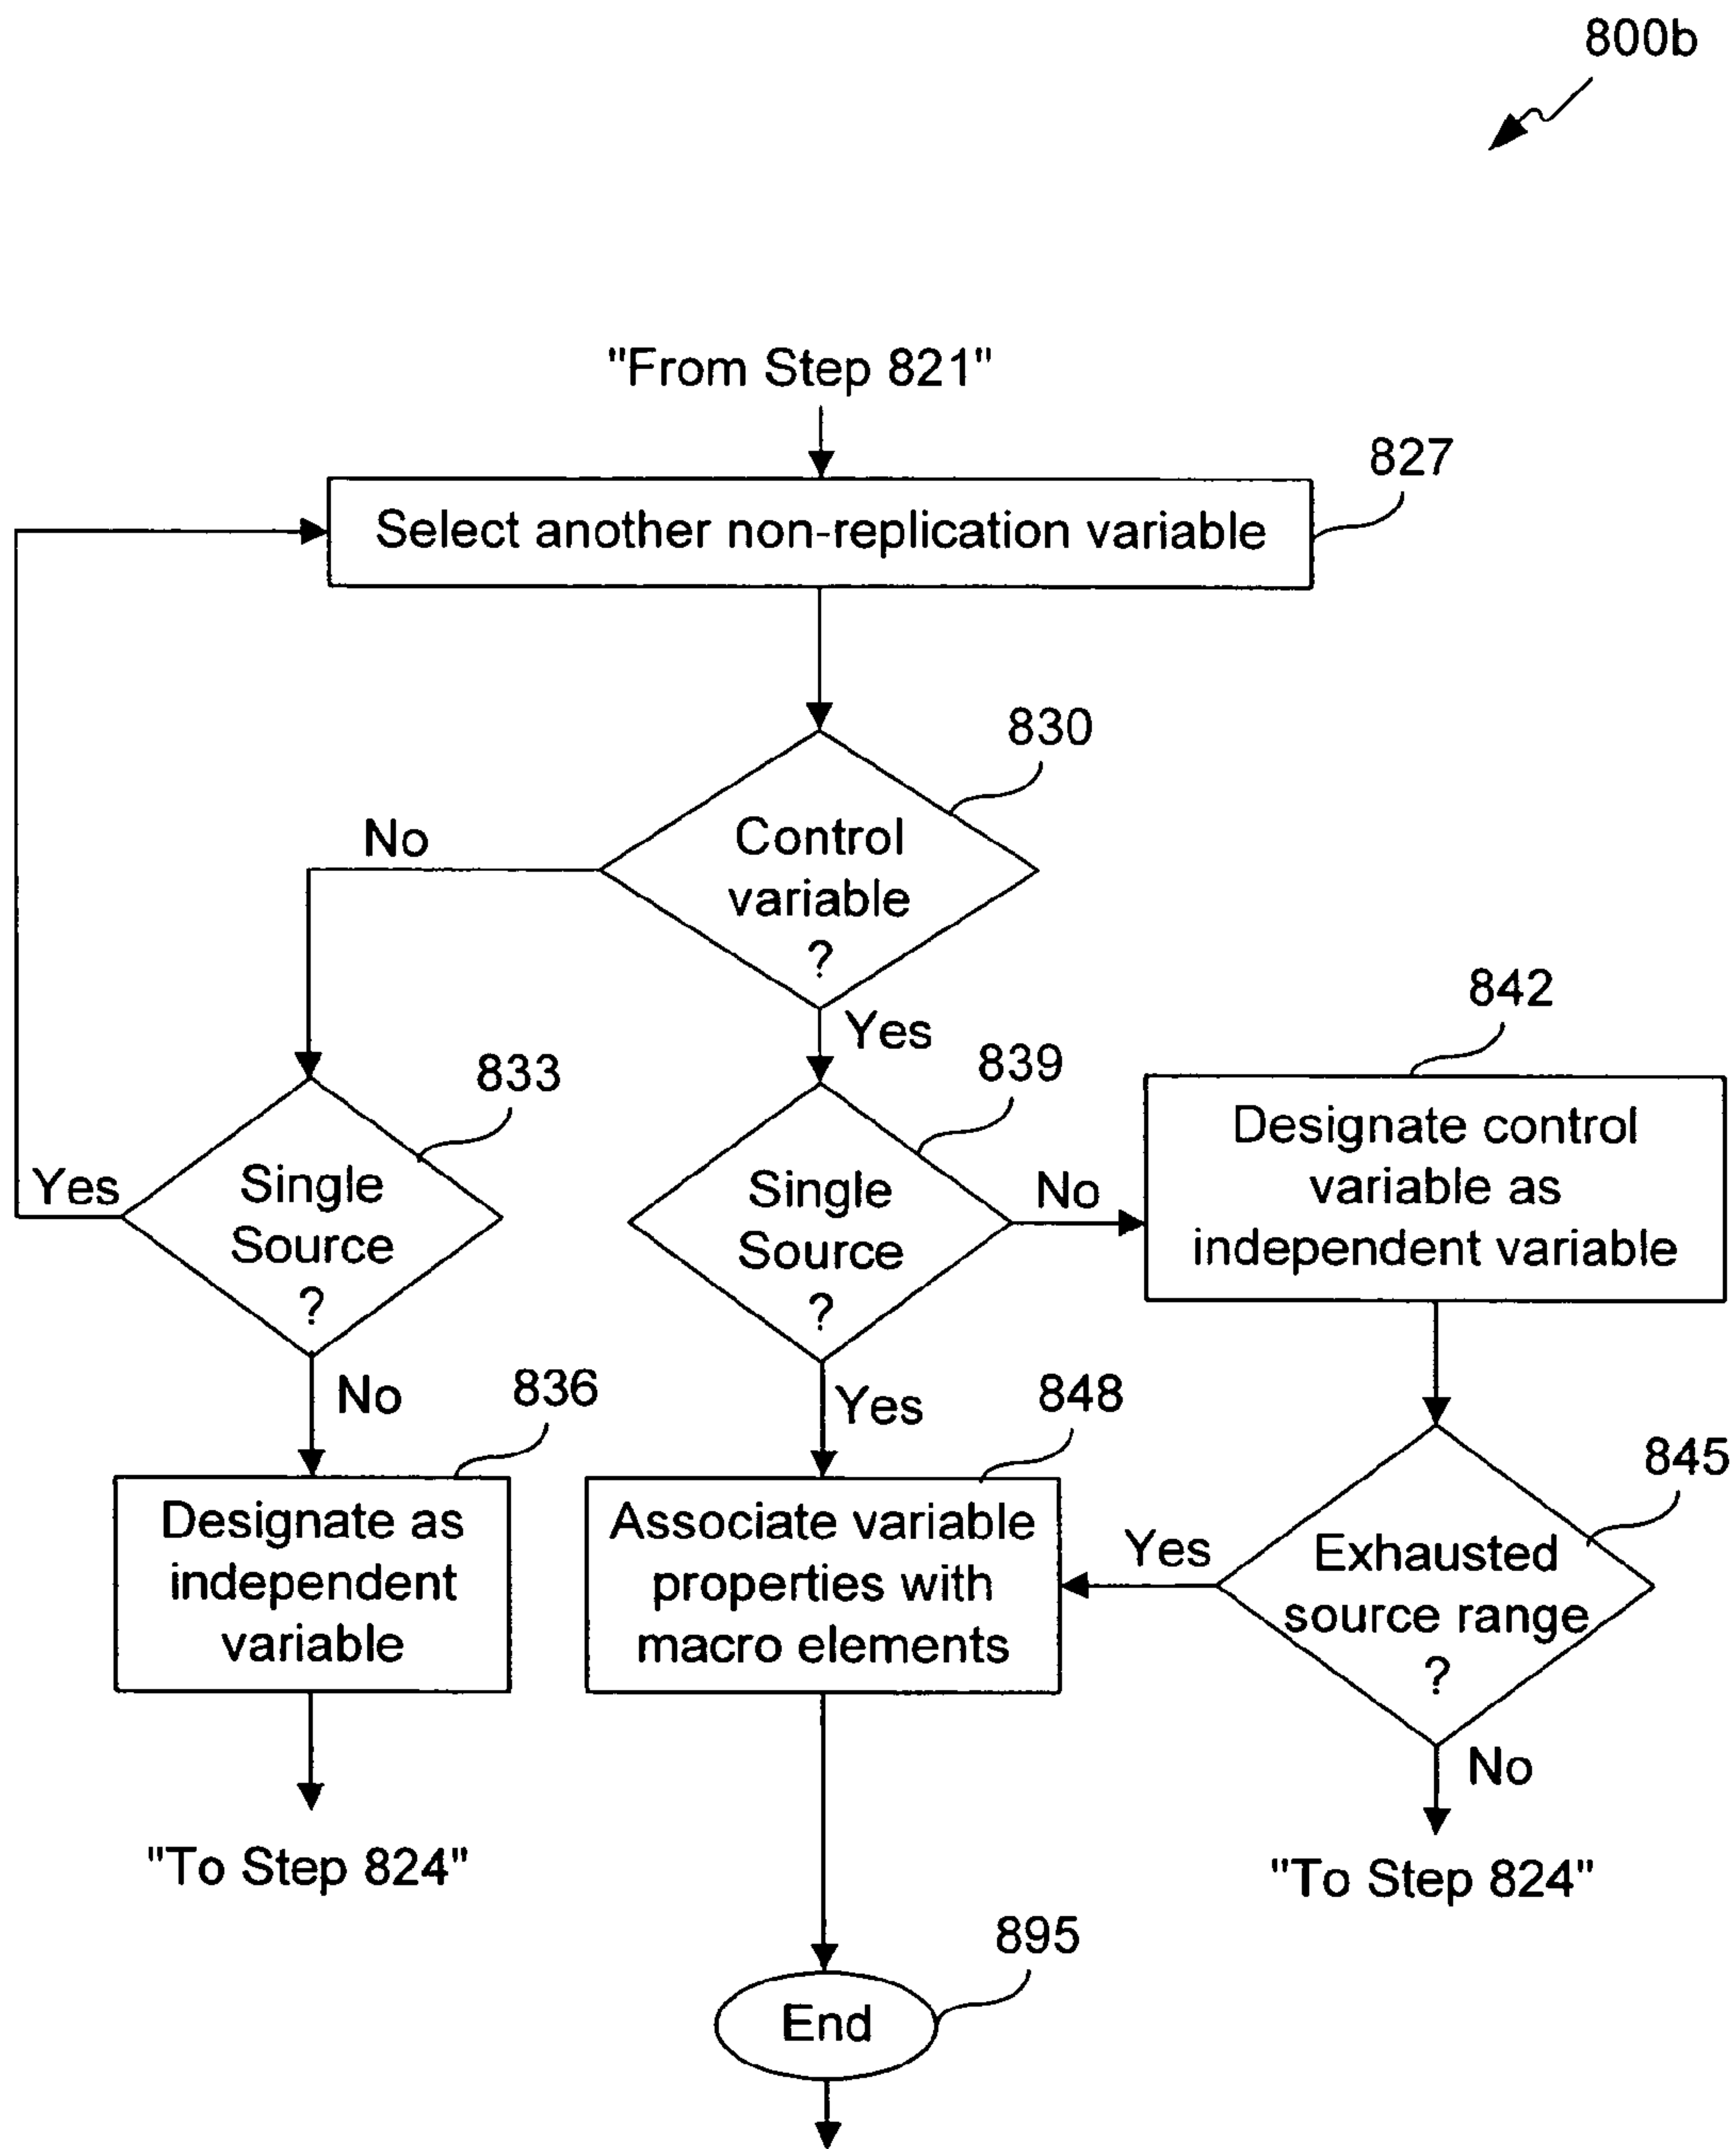 800b
"From Step 821"
827
Select another non-replication variable
830
No
Control
variable
?
Yes
842
833
839
Designate control
variable as
independent variable
Yes
Single
Source
?
Single
Source
?
No
No
836
Yes
848
845
Designate as
independent
variable
Associate variable
properties with
macro elements
Yes
Exhausted
source range
?
No
"To Step 824"
"To Step 824"
895
End